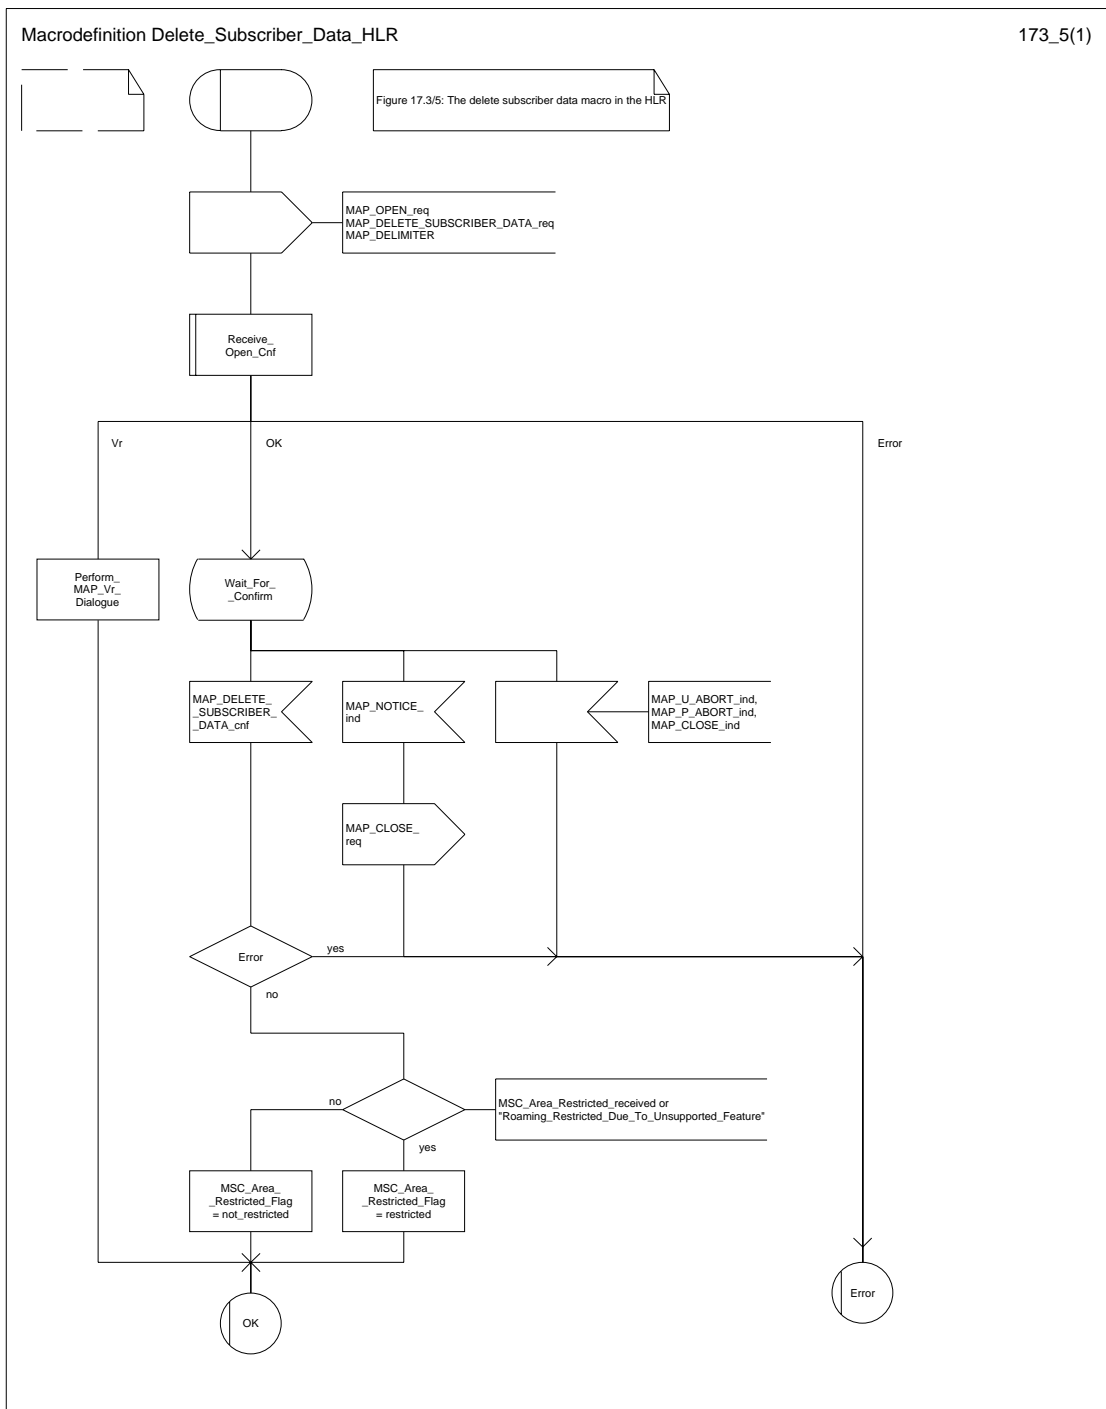 Macrodefinition Delete_Subscriber_Data_HLR
173_5(1)
Figure 17.3/5: The delete subscriber data macro in the HLR
MAP_OPEN_req
MAP_DELETE_SUBSCRIBER_DATA_req
MAP_DELIMITER
Receive_
Open_Cnf
Vr
OK
Error
Perform_
MAP_Vr_
Dialogue
Wait_For_
_Confirm
MAP_DELETE_
_SUBSCRIBER_
_DATA_cnf
MAP_NOTICE_
ind
MAP_U_ABORT_ind,
MAP_P_ABORT_ind,
MAP_CLOSE_ind
MAP_CLOSE_
req
Error
yes
no
no
MSC_Area_Restricted_received or
"Roaming_Restricted_Due_To_Unsupported_Feature"
yes
MSC_Area_
_Restricted_Flag
= not_restricted
MSC_Area_
_Restricted_Flag
= restricted
OK
Error